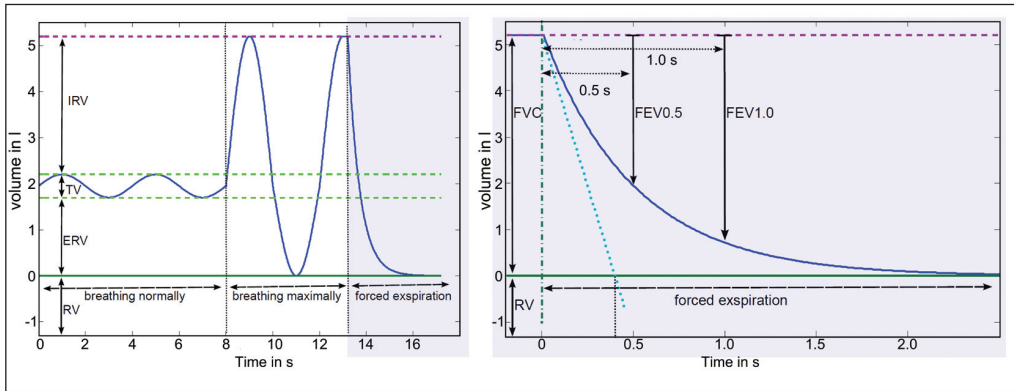 5
4
3
2
1
0
-1
volume in l
IRV
TV
ERV
RV
breathing normally
breathing maximally
forced exspiration
0 2 4 6 8 10 12 14 16
Time in s
5
4
3
2
1
0
-1
volume in l
1.0 s
0.5 s
FVC
FEV0.5
FEV1.0
RV
forced exspiration
0 0.5 1.0 1.5 2.0
Time in s